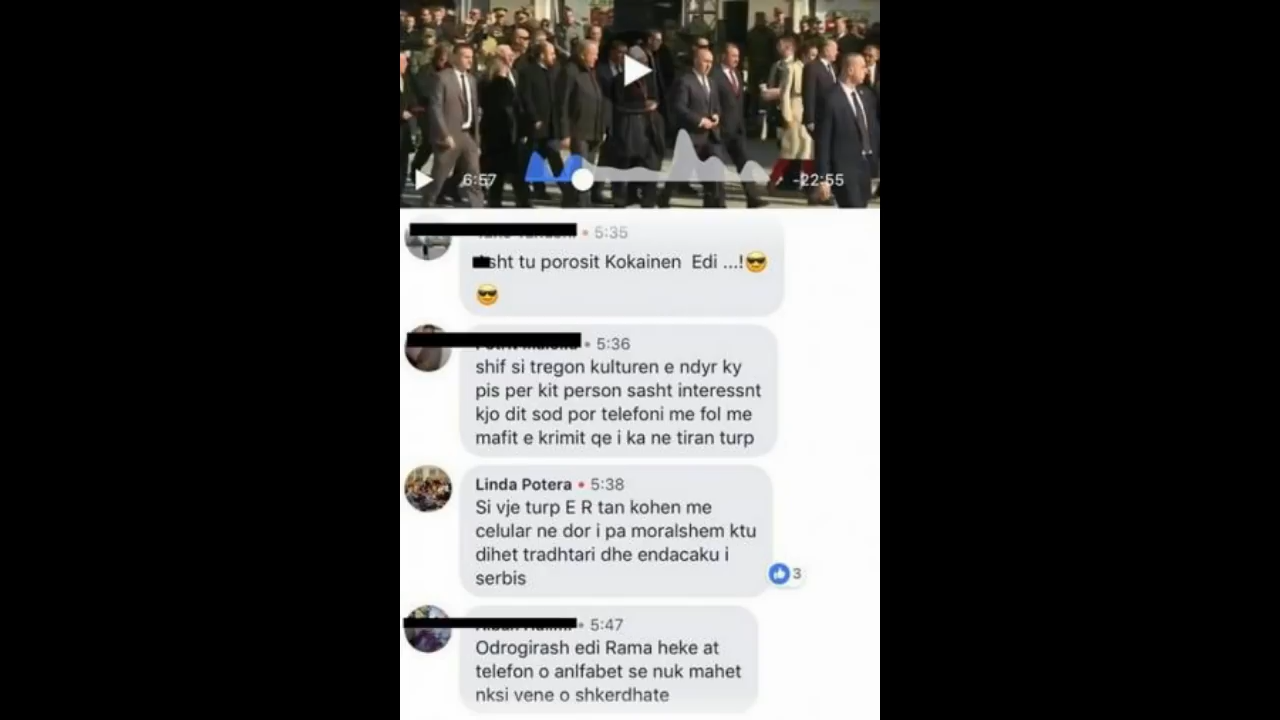 6:57
-22:55
5:35
sht tu porosit Kokainen Edi ...!😎
😎
5:36
shif si tregon kulturen e ndyr ky
pis per kit person sasht interessnt
kjo dit sod por telefoni me fol me
mafit e krimit qe i ka ne tiran turp
Linda Potera • 5:38
Si vje turp E R tan kohen me
celular ne dor i pa moralshem ktu
dihet tradhtari dhe endacaku i
serbis
3
5:47
Odrogirash edi Rama heke at
telefon o anlfabet se nuk mahet
nksi vene o shkerdhate